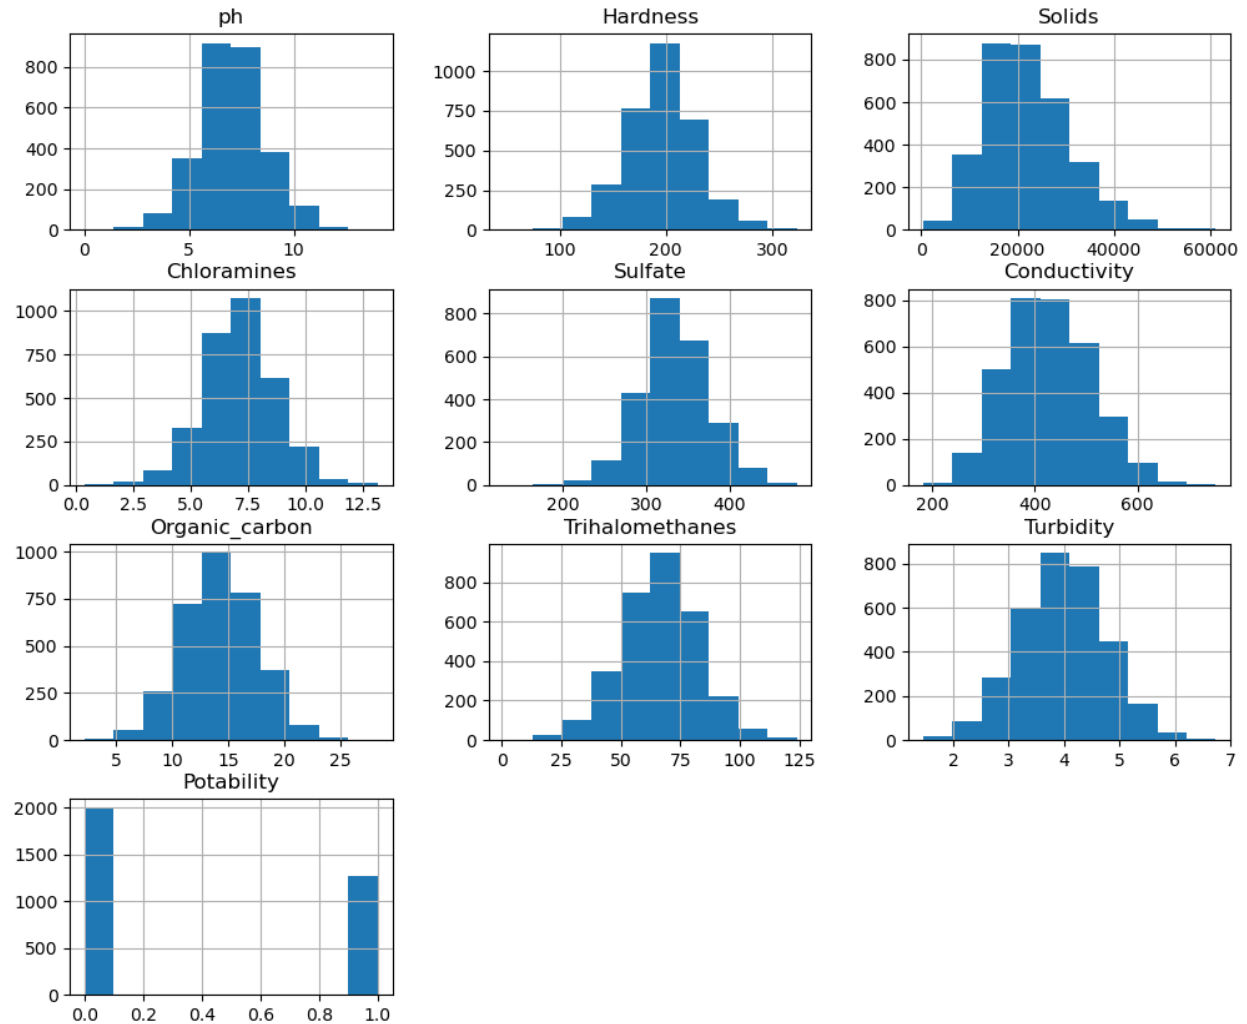 ph
800
600
400
200
0
0 5 10
Hardness
1000
750
500
250
0
100 200 300
Solids
800
600
400
200
0
0 20000 40000 60000
Chloramines
1000
750
500
250
0
0.0 2.5 5.0 7.5 10.0 12.5
Sulfate
800
600
400
200
0
200 300 400
Conductivity
800
600
400
200
0
200 400 600
Organic_carbon
1000
750
500
250
0
5 10 15 20 25
Trihalomethanes
800
600
400
200
0
0 25 50 75 100 125
Turbidity
800
600
400
200
0
2 3 4 5 6 7
Potability
2000
1500
1000
500
0
0.0 0.2 0.4 0.6 0.8 1.0